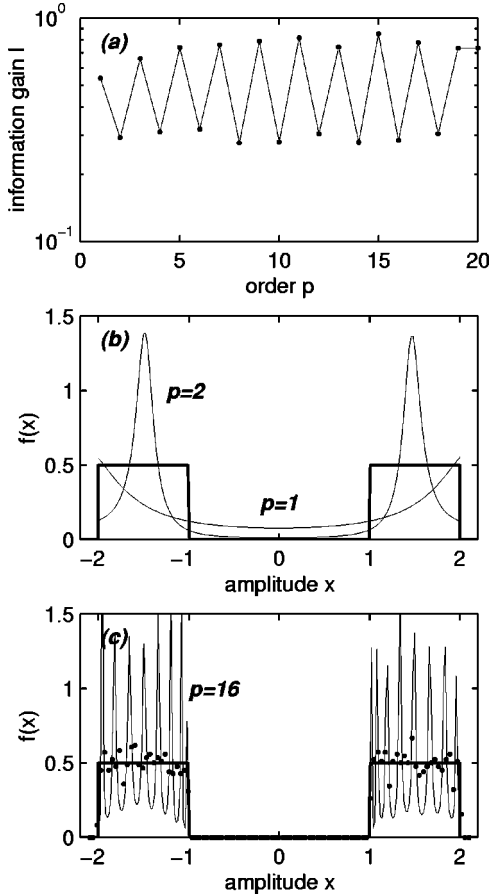 10^0
(a)
information gain I
10^-1
0 5 10 15 20
order p
1.5
(b)
p=2
1
f(x)
0.5
p=1
0
−2 −1 0 1 2
amplitude x
1.5
(c)
p=16
1
f(x)
0.5
0
−2 −1 0 1 2
amplitude x